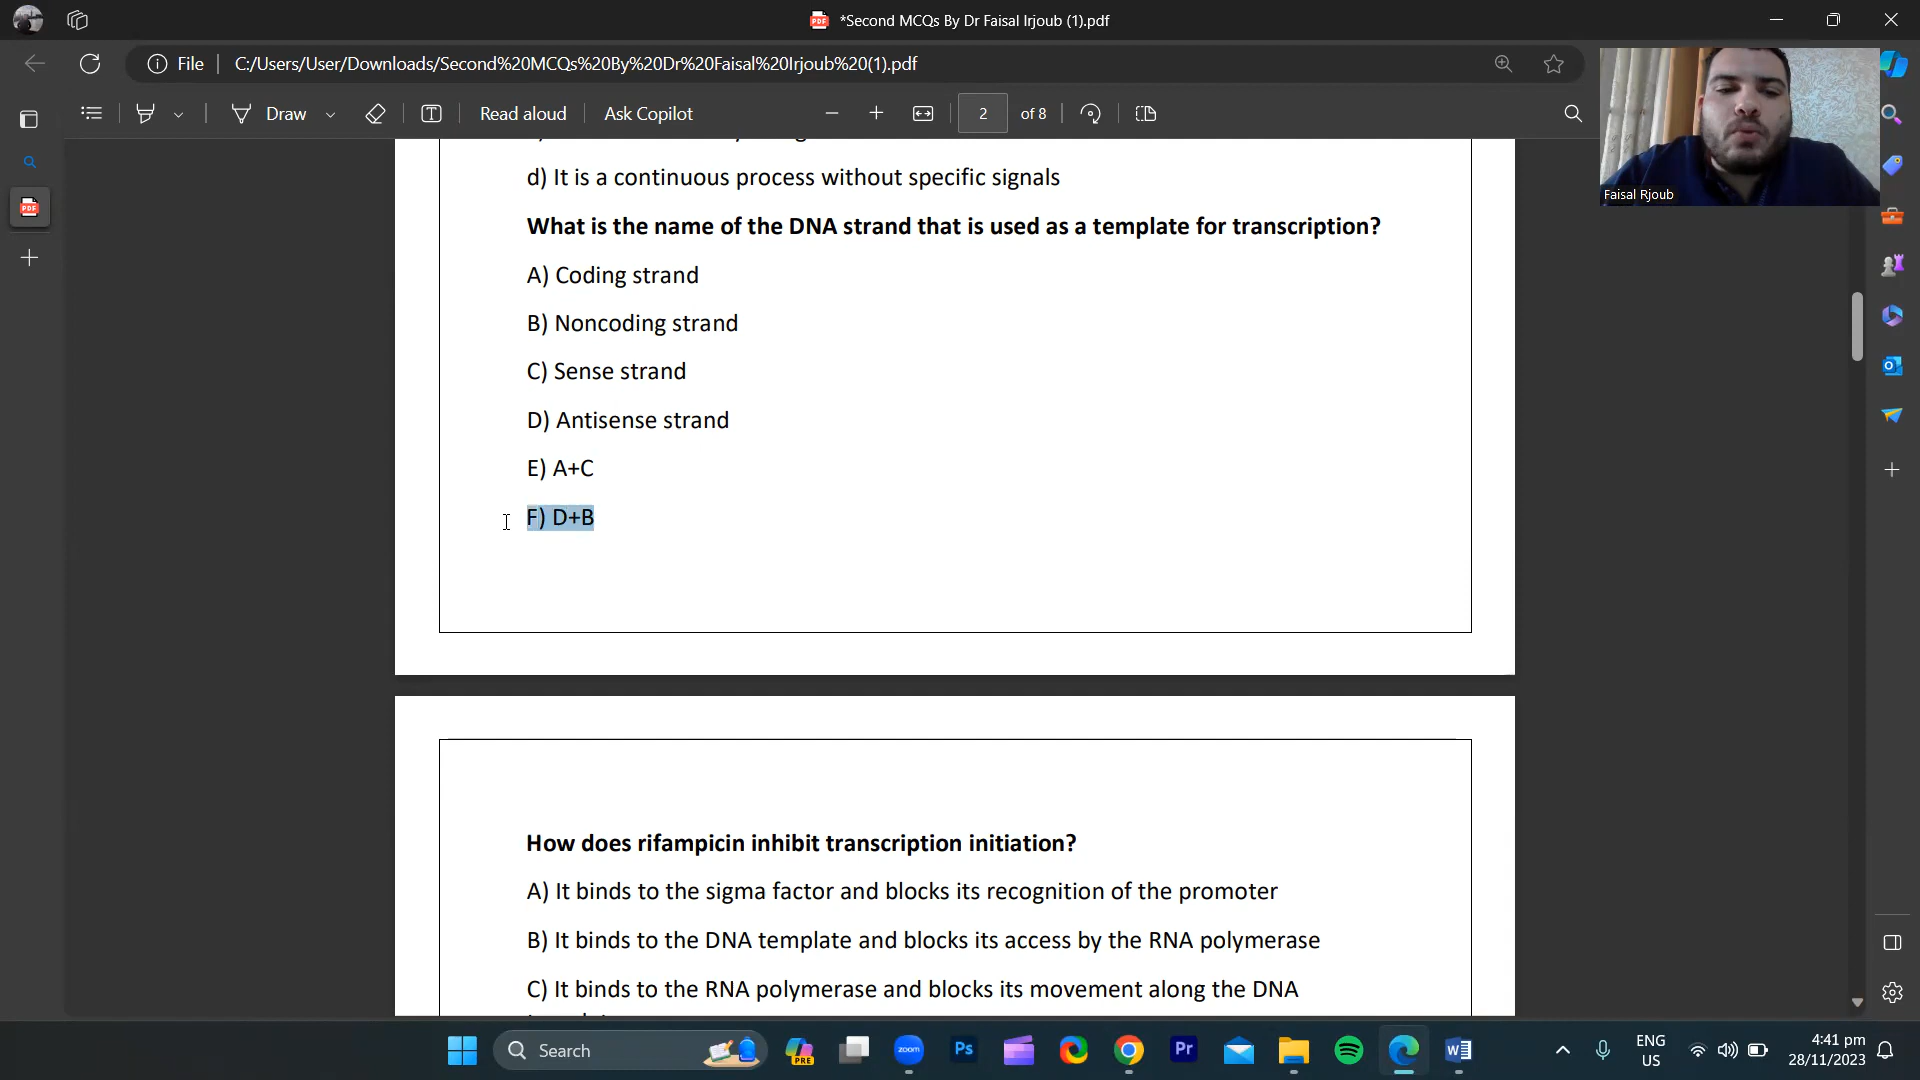 *Second MCQs By Dr Faisal Irjoub (1).pdf
File
C:/Users/User/Downloads/Second%20MCQs%20By%20Dr%20Faisal%20Irjoub%20(1).pdf
Draw
Read aloud
Ask Copilot
2
of 8
Faisal Rjoub
d) It is a continuous process without specific signals
What is the name of the DNA strand that is used as a template for transcription?
A) Coding strand
B) Noncoding strand
C) Sense strand
D) Antisense strand
E) A+C
F) D+B
How does rifampicin inhibit transcription initiation?
A) It binds to the sigma factor and blocks its recognition of the promoter
B) It binds to the DNA template and blocks its access by the RNA polymerase
C) It binds to the RNA polymerase and blocks its movement along the DNA
Search
PRE
zoom
Ps
Pr
ENG
US
4:41 pm
28/11/2023